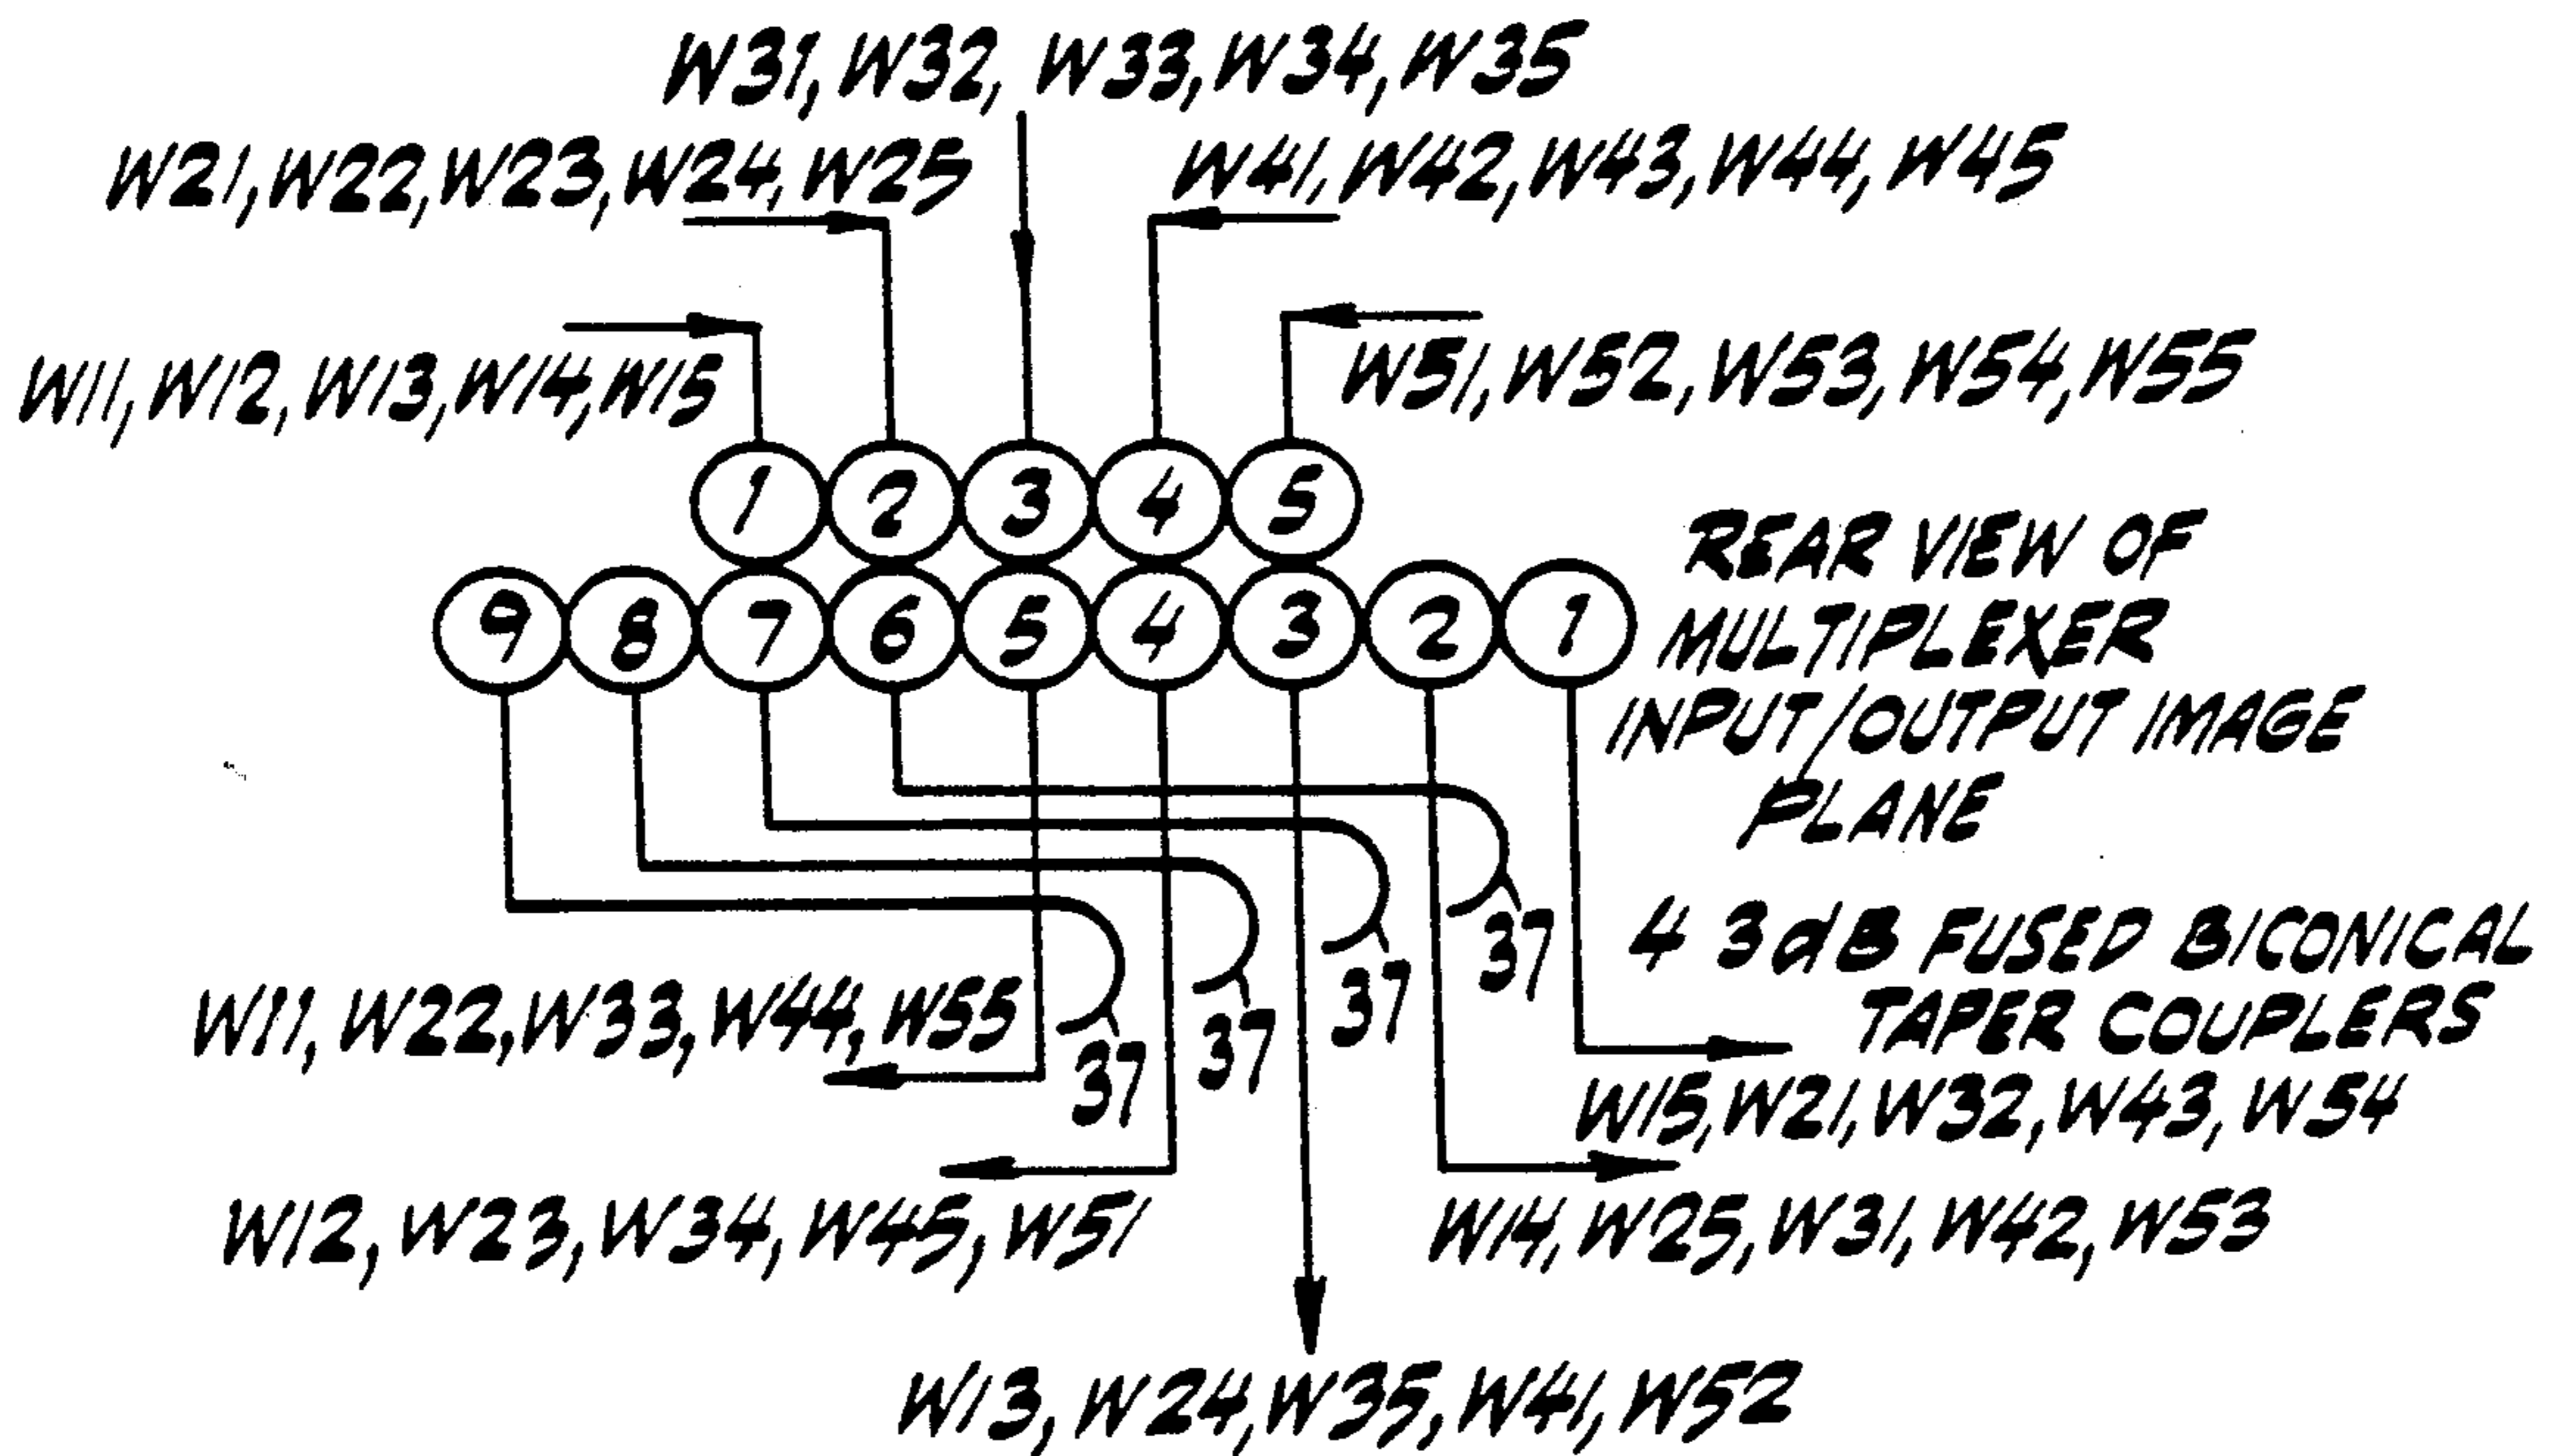 W31, W32, W33, W34, W35
W21, W22, W23, W24, W25
W41, W42, W43, W44, W45
W11, W12, W13, W14, W15
W51, W52, W53, W54, W55
1 2 3 4 5
9 8 7 6 5 4 3 2 1
REAR VIEW OF
MULTIPLEXER
INPUT/OUTPUT IMAGE
PLANE
37
37
37
37
4 3dB FUSED BICONICAL
TAPER COUPLERS
W11, W22, W33, W44, W55
W15, W21, W32, W43, W54
W12, W23, W34, W45, W51
W14, W25, W31, W42, W53
W13, W24, W35, W41, W52